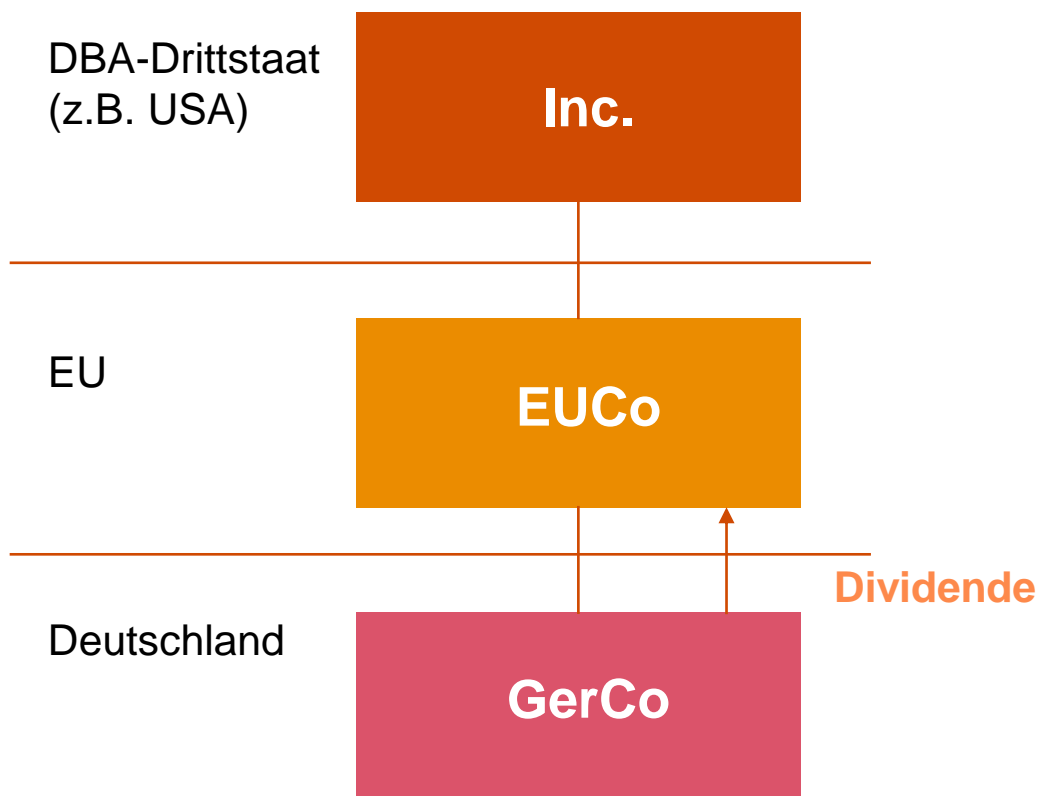 DBA-Drittstaat
(z.B. USA)
Inc.
EU
EUCo
Dividende
Deutschland
GerCo